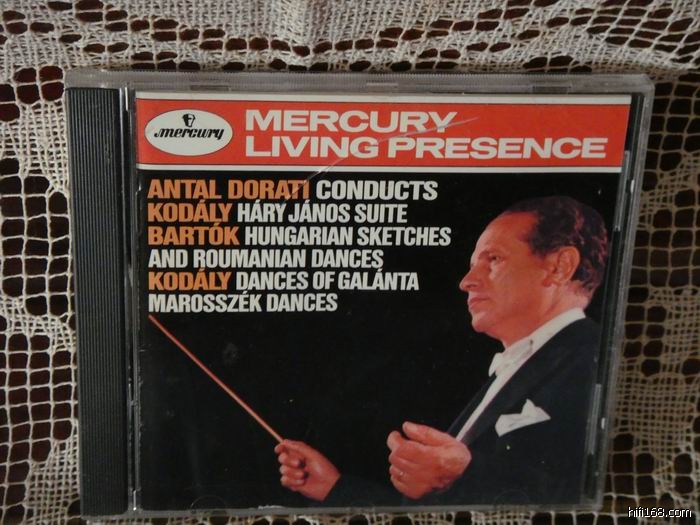 mercury
MERCURY
LIVING PRESENCE
ANTAL DORATI CONDUCTS
KODÁLY HÁRY JÁNOS SUITE
BARTÓK HUNGARIAN SKETCHES
AND ROUMANIAN DANCES
KODÁLY DANCES OF GALÁNTA
MAROSSZÉK DANCES
hifi168.com